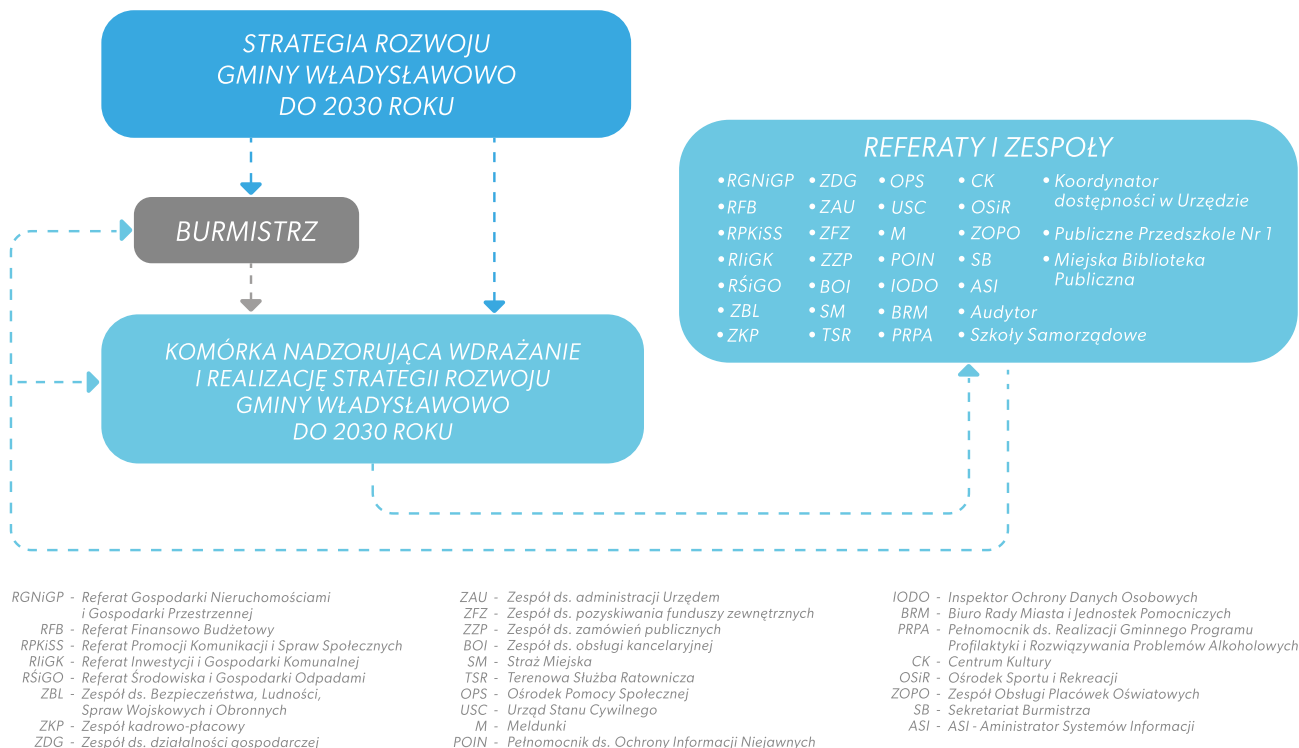 STRATEGIA ROZWOJU
GMINY WŁADYSŁAWOWO
DO 2030 ROKU
BURMISTRZ
KOMÓRKA NADZORUJĄCA WDRAŻANIE
I REALIZACJĘ STRATEGII ROZWOJU
GMINY WŁADYSŁAWOWO
DO 2030 ROKU
REFERATY I ZESPOŁY
• RGNiGP
• RFB
• RPKiSS
• RIiGK
• RŚiGO
• ZBL
• ZKP
• ZDG
• ZAU
• ZFZ
• ZZP
• BOI
• SM
• TSR
• OPS
• USC
• M
• POIN
• IODO
• BRM
• PRPA
• CK
• OSiR
• ZOPO
• SB
• ASI
• Audytor
• Szkoły Samorządowe
• Koordynator
dostępności w Urzędzie
• Publiczne Przedszkole Nr 1
• Miejska Biblioteka
Publiczna
RGNiGP - Referat Gospodarki Nieruchomościami
i Gospodarki Przestrzennej
RFB - Referat Finansowo Budżetowy
RPKiSS - Referat Promocji Komunikacji i Spraw Społecznych
RIiGK - Referat Inwestycji i Gospodarki Komunalnej
RŚiGO - Referat Środowiska i Gospodarki Odpadami
ZBL - Zespół ds. Bezpieczeństwa, Ludności,
Spraw Wojskowych i Obronnych
ZKP - Zespół kadrowo-płacowy
ZDG - Zespół ds. działalności gospodarczej
ZAU - Zespół ds. administracji Urzędem
ZFZ - Zespół ds. pozyskiwania funduszy zewnętrznych
ZZP - Zespół ds. zamówień publicznych
BOI - Zespół ds. obsługi kancelaryjnej
SM - Straż Miejska
TSR - Terenowa Służba Ratownicza
OPS - Ośrodek Pomocy Społecznej
USC - Urząd Stanu Cywilnego
M - Meldunki
POIN - Pełnomocnik ds. Ochrony Informacji Niejawnych
IODO - Inspektor Ochrony Danych Osobowych
BRM - Biuro Rady Miasta i Jednostek Pomocniczych
PRPA - Pełnomocnik ds. Realizacji Gminnego Programu
Profilaktyki i Rozwiązywania Problemów Alkoholowych
CK - Centrum Kultury
OSiR - Ośrodek Sportu i Rekreacji
ZOPO - Zespół Obsługi Placówek Oświatowych
SB - Sekretariat Burmistrza
ASI - ASI - Aministrator Systemów Informacji